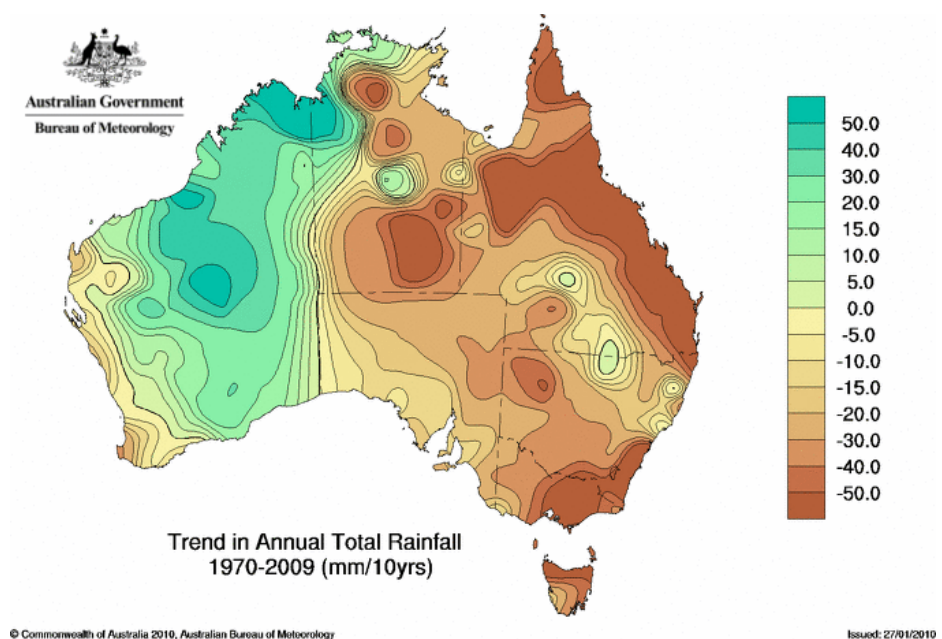 Australian Government
Bureau of Meteorology
50.0
40.0
30.0
20.0
10.0
5.0
0.0
-5.0
-10.0
-15.0
-20.0
-30.0
-40.0
-50.0
Trend in Annual Total Rainfall
1970-2009 (mm/10yrs)
© Commonwealth of Australia 2010, Australian Bureau of Meteorology
Issued: 27/01/2010